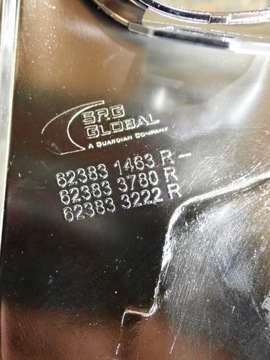 SRG
GLOBAL
A GUARDIAN COMPANY
62383 1463 R -
62383 3780 R
62383 3222 R